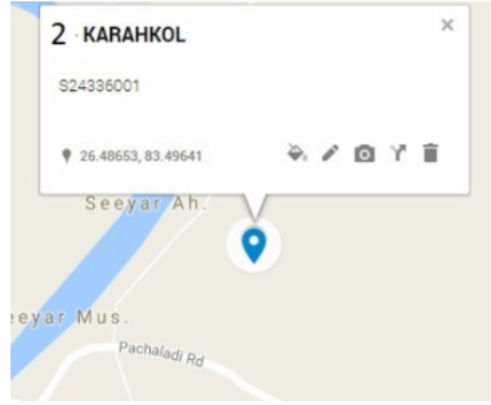 2 · KARAHKOL
S24336001
26.48653, 83.49641
Seeyar Ah.
eeyar Mus.
Pachaladi Rd